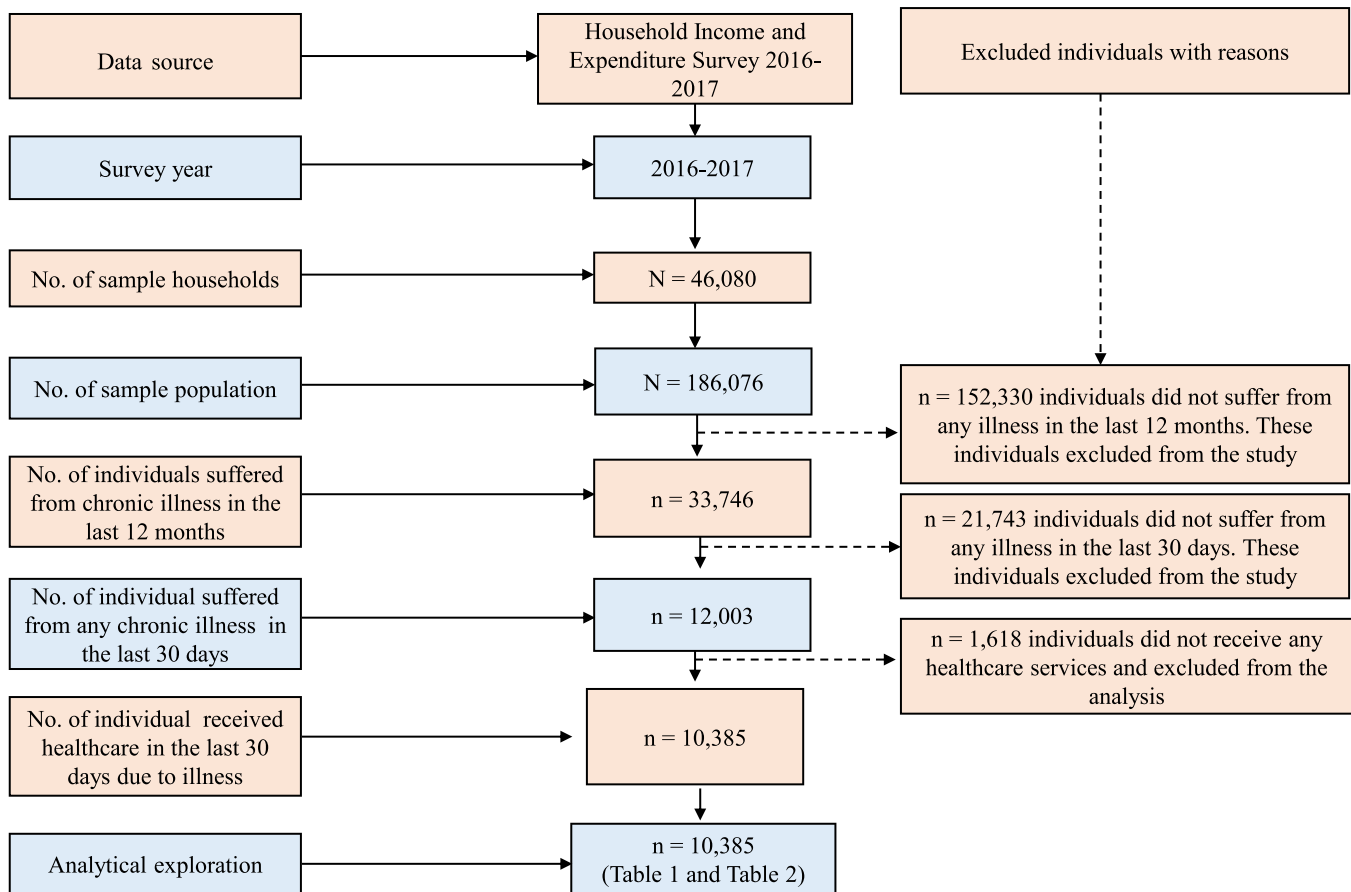 Data source
Household Income and
Expenditure Survey 2016-
2017
Excluded individuals with reasons
Survey year
2016-2017
No. of sample households
N = 46,080
No. of sample population
N = 186,076
n = 152,330 individuals did not suffer from
any illness in the last 12 months. These
individuals excluded from the study
No. of individuals suffered
from chronic illness in the
last 12 months
n = 33,746
n = 21,743 individuals did not suffer from
any illness in the last 30 days. These
individuals excluded from the study
No. of individual suffered
from any chronic illness in
the last 30 days
n = 12,003
n = 1,618 individuals did not receive any
healthcare services and excluded from the
analysis
No. of individual received
healthcare in the last 30
days due to illness
n = 10,385
Analytical exploration
n = 10,385
(Table 1 and Table 2)